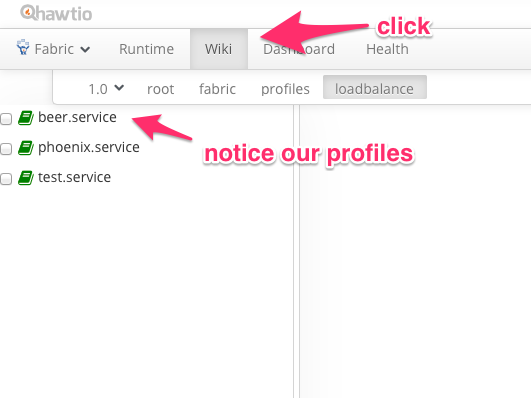 hawtio
click
Fabric Runtime Wiki Dashboard Health
1.0 root fabric profiles loadbalance
beer.service
notice our profiles
phoenix.service
test.service